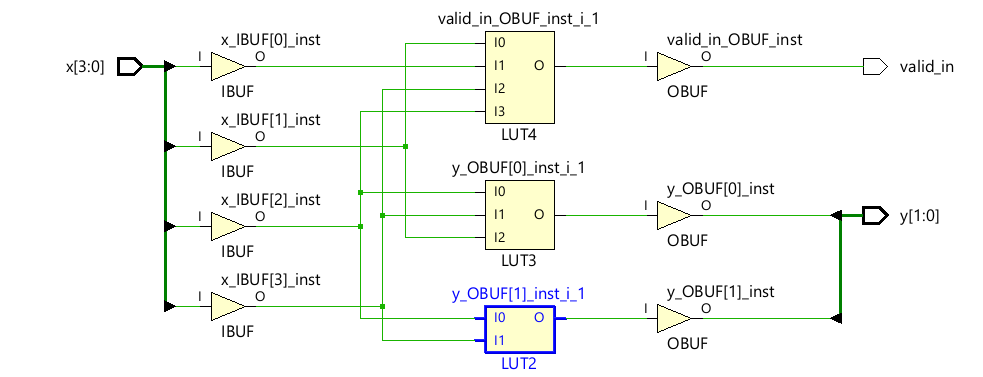 valid_in_OBUF_inst_i_1
x_IBUF[0]_inst
valid_in_OBUF_inst
I0
I O
I1 O
I O
x[3:0]
valid_in
IBUF
I2
OBUF
I3
x_IBUF[1]_inst
LUT4
I O
IBUF
y_OBUF[0]_inst_i_1
y_OBUF[0]_inst
x_IBUF[2]_inst
I0
I O
I1 O
I O
y[1:0]
IBUF
I2
OBUF
LUT3
x_IBUF[3]_inst
y_OBUF[1]_inst_i_1
y_OBUF[1]_inst
I O
I0 O
I O
IBUF
I1
OBUF
LUT2